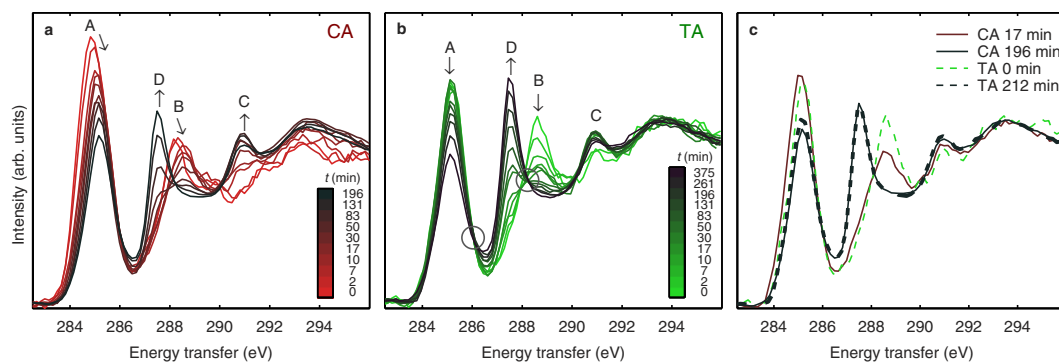 a
CA
A
D
B
C
t (min)
196
131
83
50
30
17
10
7
2
0
284 286 288 290 292 294
Energy transfer (eV)
Intensity (arb. units)
b
TA
A
D
B
C
t (min)
375
261
196
131
83
50
30
17
10
7
2
0
284 286 288 290 292 294
Energy transfer (eV)
c
CA 17 min
CA 196 min
TA 0 min
TA 212 min
284 286 288 290 292 294
Energy transfer (eV)